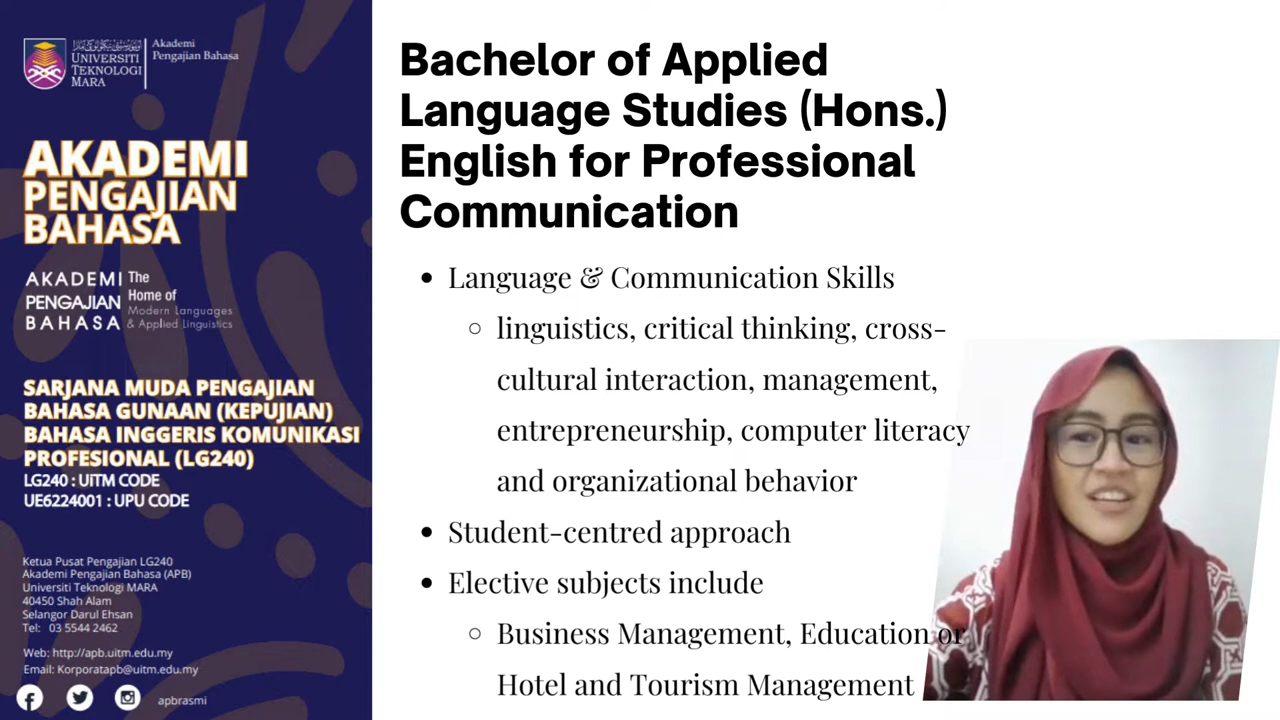 UNIVERSITI
TEKNOLOGI
MARA
Akademi
Pengajian Bahasa
AKADEMI
PENGAJIAN
BAHASA
AKADEMI
PENGAJIAN
BAHASA
The
Home of
Modern Languages
& Applied Linguistics
SARJANA MUDA PENGAJIAN
BAHASA GUNAAN (KEPUJIAN)
BAHASA INGGERIS KOMUNIKASI
PROFESIONAL (LG240)
LG240 : UiTM CODE
UE6224001 : UPU CODE
Ketua Pusat Pengajian LG240
Akademi Pengajian Bahasa (APB)
Universiti Teknologi MARA
40450 Shah Alam
Selangor Darul Ehsan
Tel: 03 5544 2462
Web: http://apb.uitm.edu.my
Email: Korporatapb@uitm.edu.my
apbrasmi
Bachelor of Applied
Language Studies (Hons.)
English for Professional
Communication
• Language & Communication Skills
○ linguistics, critical thinking, cross-
cultural interaction, management,
entrepreneurship, computer literacy
and organizational behavior
• Student-centred approach
• Elective subjects include
○ Business Management, Education or
Hotel and Tourism Management